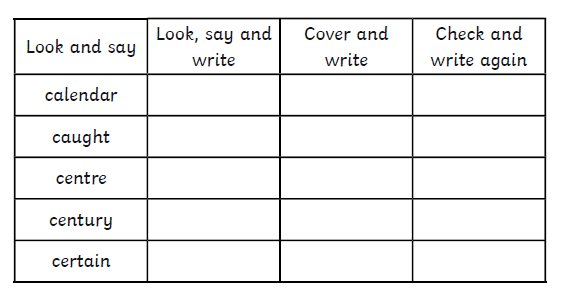 Look and say
Look, say and
write
Cover and
write
Check and
write again
calendar
caught
centre
century
certain